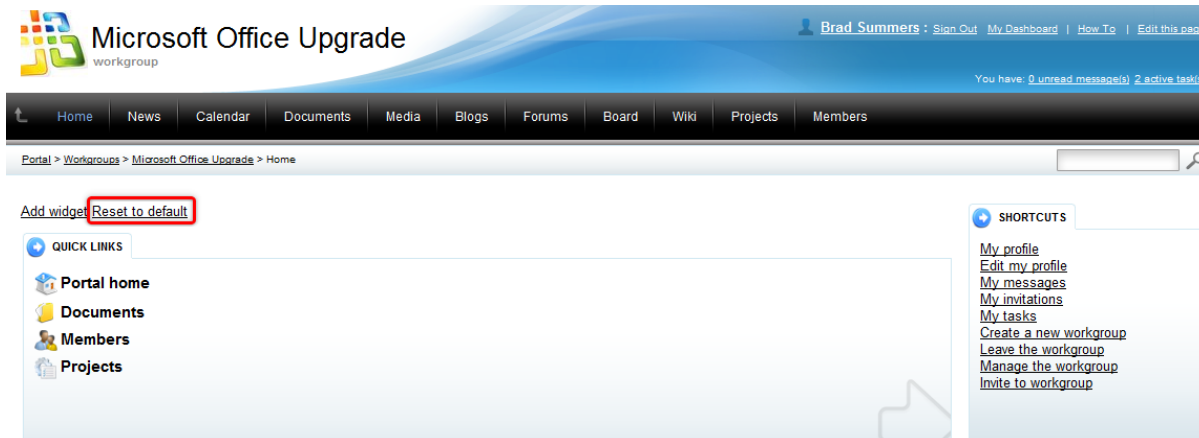 Microsoft Office Upgrade
workgroup
Brad Summers : Sign Out My Dashboard | How To | Edit this pag
You have: 0 unread message(s) 2 active task(s
Home News Calendar Documents Media Blogs Forums Board Wiki Projects Members
Portal > Workgroups > Microsoft Office Upgrade > Home
Add widget Reset to default
QUICK LINKS
Portal home
Documents
Members
Projects
SHORTCUTS
My profile
Edit my profile
My messages
My invitations
My tasks
Create a new workgroup
Leave the workgroup
Manage the workgroup
Invite to workgroup